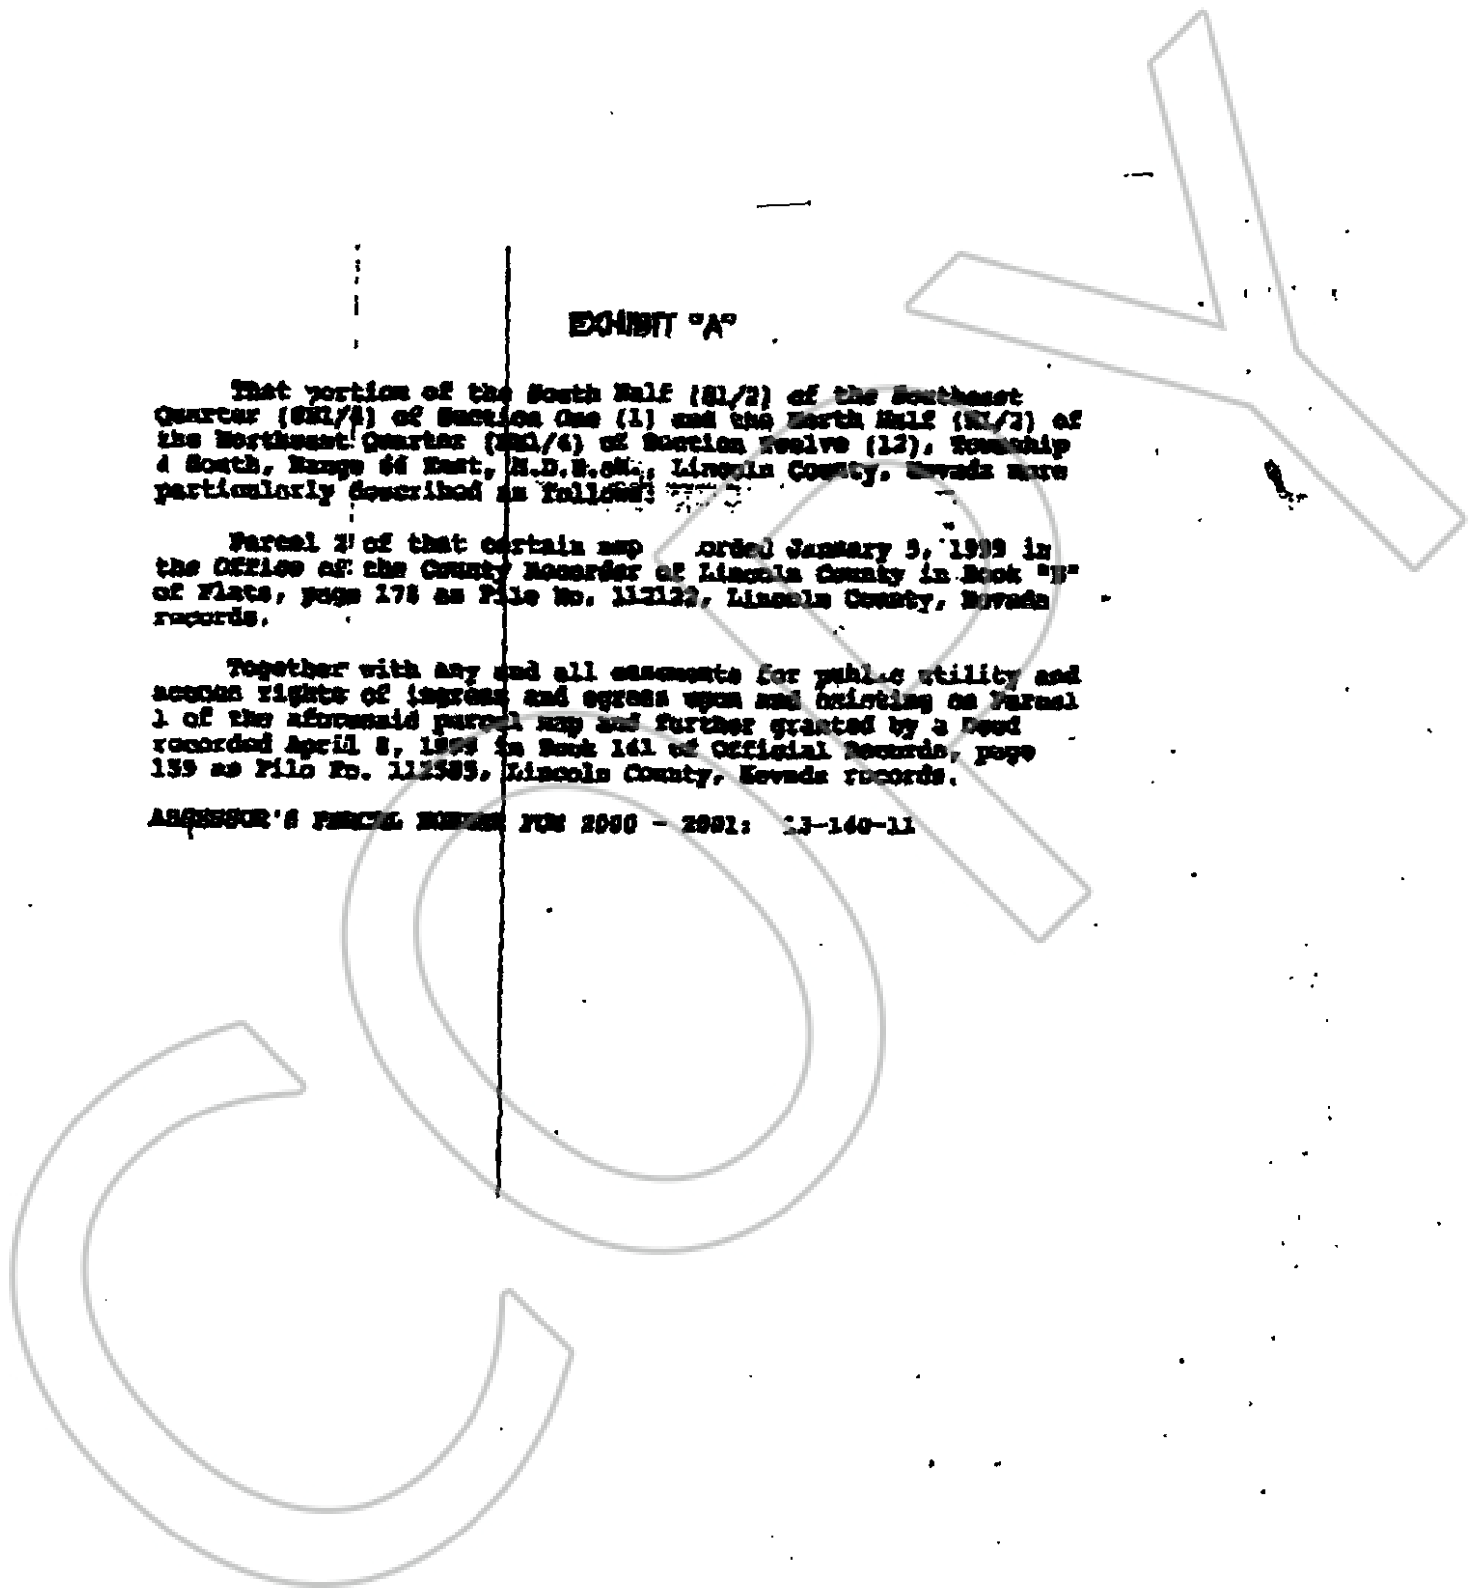 EXHIBIT "A"
That portion of the South Half (S1/2) of the Southeast
Quarter (SE1/4) of Section One (1) and the North Half (N1/2) of
the Northeast Quarter (NE1/4) of Section Twelve (12), Township
4 South, Range 66 East, M.D.B.&M., Lincoln County, Nevada more
particularly described as follows:
Parcel 2 of that certain map orded January 5, 1999 in
the Office of the County Recorder of Lincoln County in Book "B"
of Plats, page 178 as File No. Lincoln County, Nevada
records.
Together with any and all easements for public utility and
access rights of ingress and egress upon and existing on Parcel
1 of the aforesaid parcel map and further granted by a Deed
recorded April 8, 1999 in Book 141 of Official Records, page
159 as File No. Lincoln County, Nevada records.
ASSESSOR'S PARCEL NUMBER FOR 2000 - 2001: 13-140-11
COPY